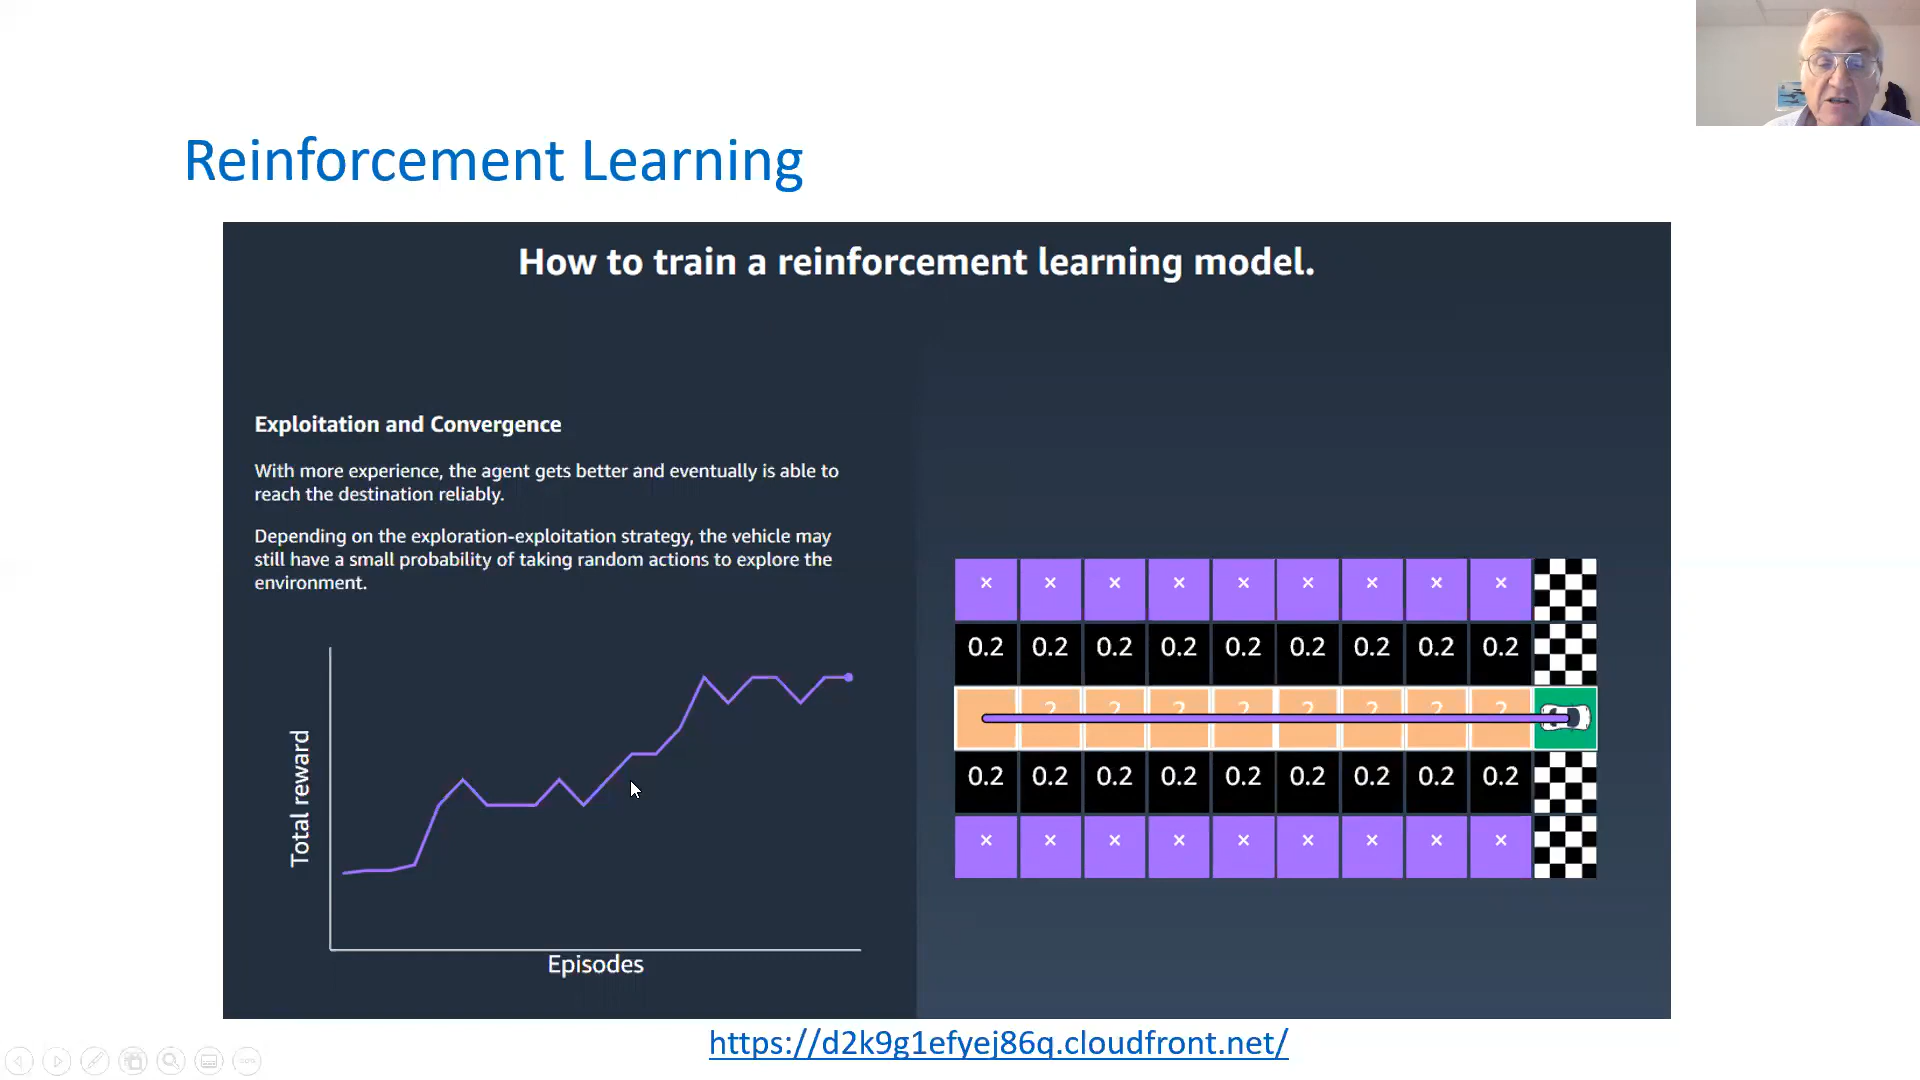 Reinforcement Learning
How to train a reinforcement learning model.
Exploitation and Convergence
With more experience, the agent gets better and eventually is able to
reach the destination reliably.
Depending on the exploration-exploitation strategy, the vehicle may
still have a small probability of taking random actions to explore the
environment.
Total reward
Episodes
× × × × × × × × ×
0.2 0.2 0.2 0.2 0.2 0.2 0.2 0.2 0.2
0.2 0.2 0.2 0.2 0.2 0.2 0.2 0.2 0.2
× × × × × × × × ×
https://d2k9g1efyej86q.cloudfront.net/